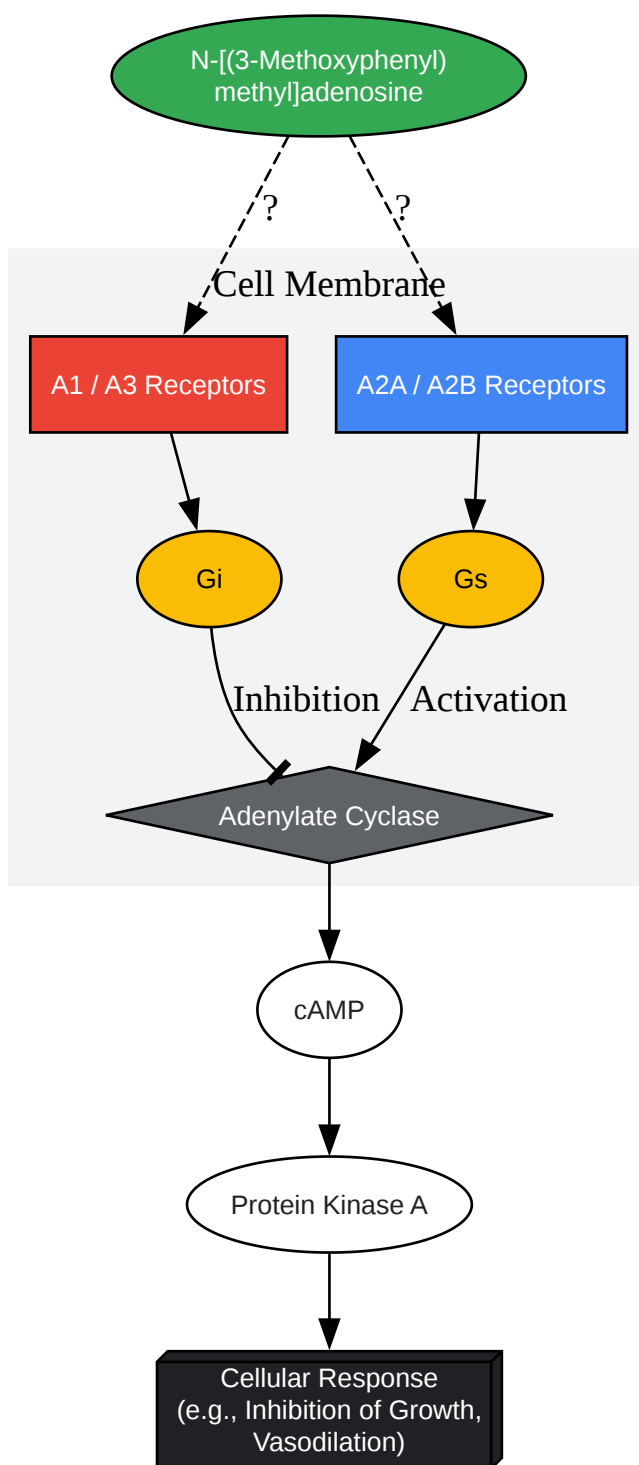 N-[(3-Methoxyphenyl)
methyl]adenosine
?
?
Cell Membrane
A1 / A3 Receptors
A2A / A2B Receptors
Gi
Gs
Inhibition
Activation
Adenylate Cyclase
cAMP
Protein Kinase A
Cellular Response
(e.g., Inhibition of Growth,
Vasodilation)